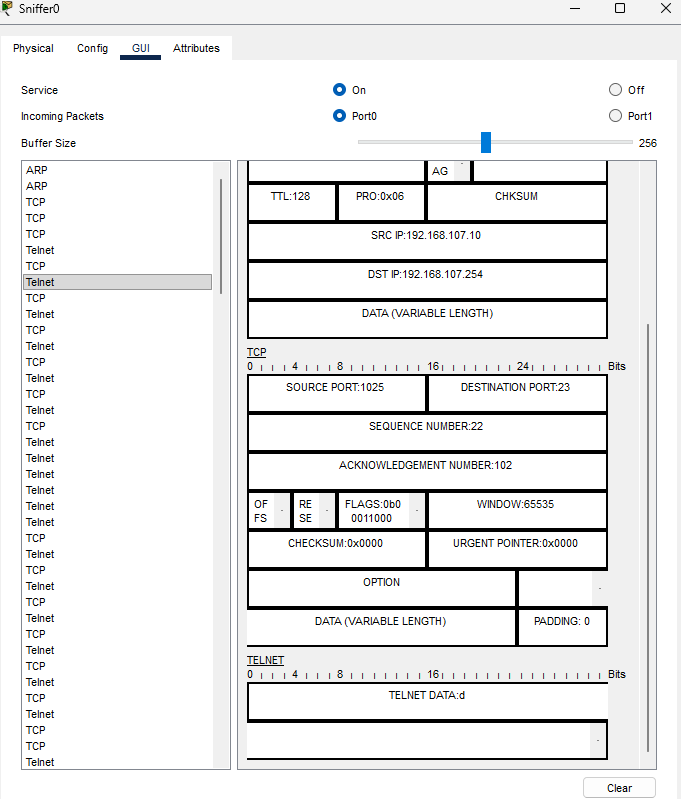 Sniffer0
Physical Config GUI Attributes
Service On Off
Incoming Packets Port0 Port1
Buffer Size 256
ARP
ARP
TCP
TCP
TCP
Telnet
TCP
Telnet
TCP
Telnet
TCP
Telnet
TCP
Telnet
TCP
Telnet
TCP
Telnet
Telnet
Telnet
Telnet
Telnet
Telnet
TCP
Telnet
TCP
Telnet
TCP
Telnet
TCP
Telnet
TCP
Telnet
TCP
Telnet
TCP
TCP
Telnet
AG
TTL:128 PRO:0x06 CHKSUM
SRC IP:192.168.107.10
DST IP:192.168.107.254
DATA (VARIABLE LENGTH)
TCP
0 4 8 16 24 Bits
SOURCE PORT:1025 DESTINATION PORT:23
SEQUENCE NUMBER:22
ACKNOWLEDGEMENT NUMBER:102
OF RE FLAGS:0b0 WINDOW:65535
FS SE 0011000
CHECKSUM:0x0000 URGENT POINTER:0x0000
OPTION
DATA (VARIABLE LENGTH) PADDING: 0
TELNET
0 4 8 16 Bits
TELNET DATA:d
Clear